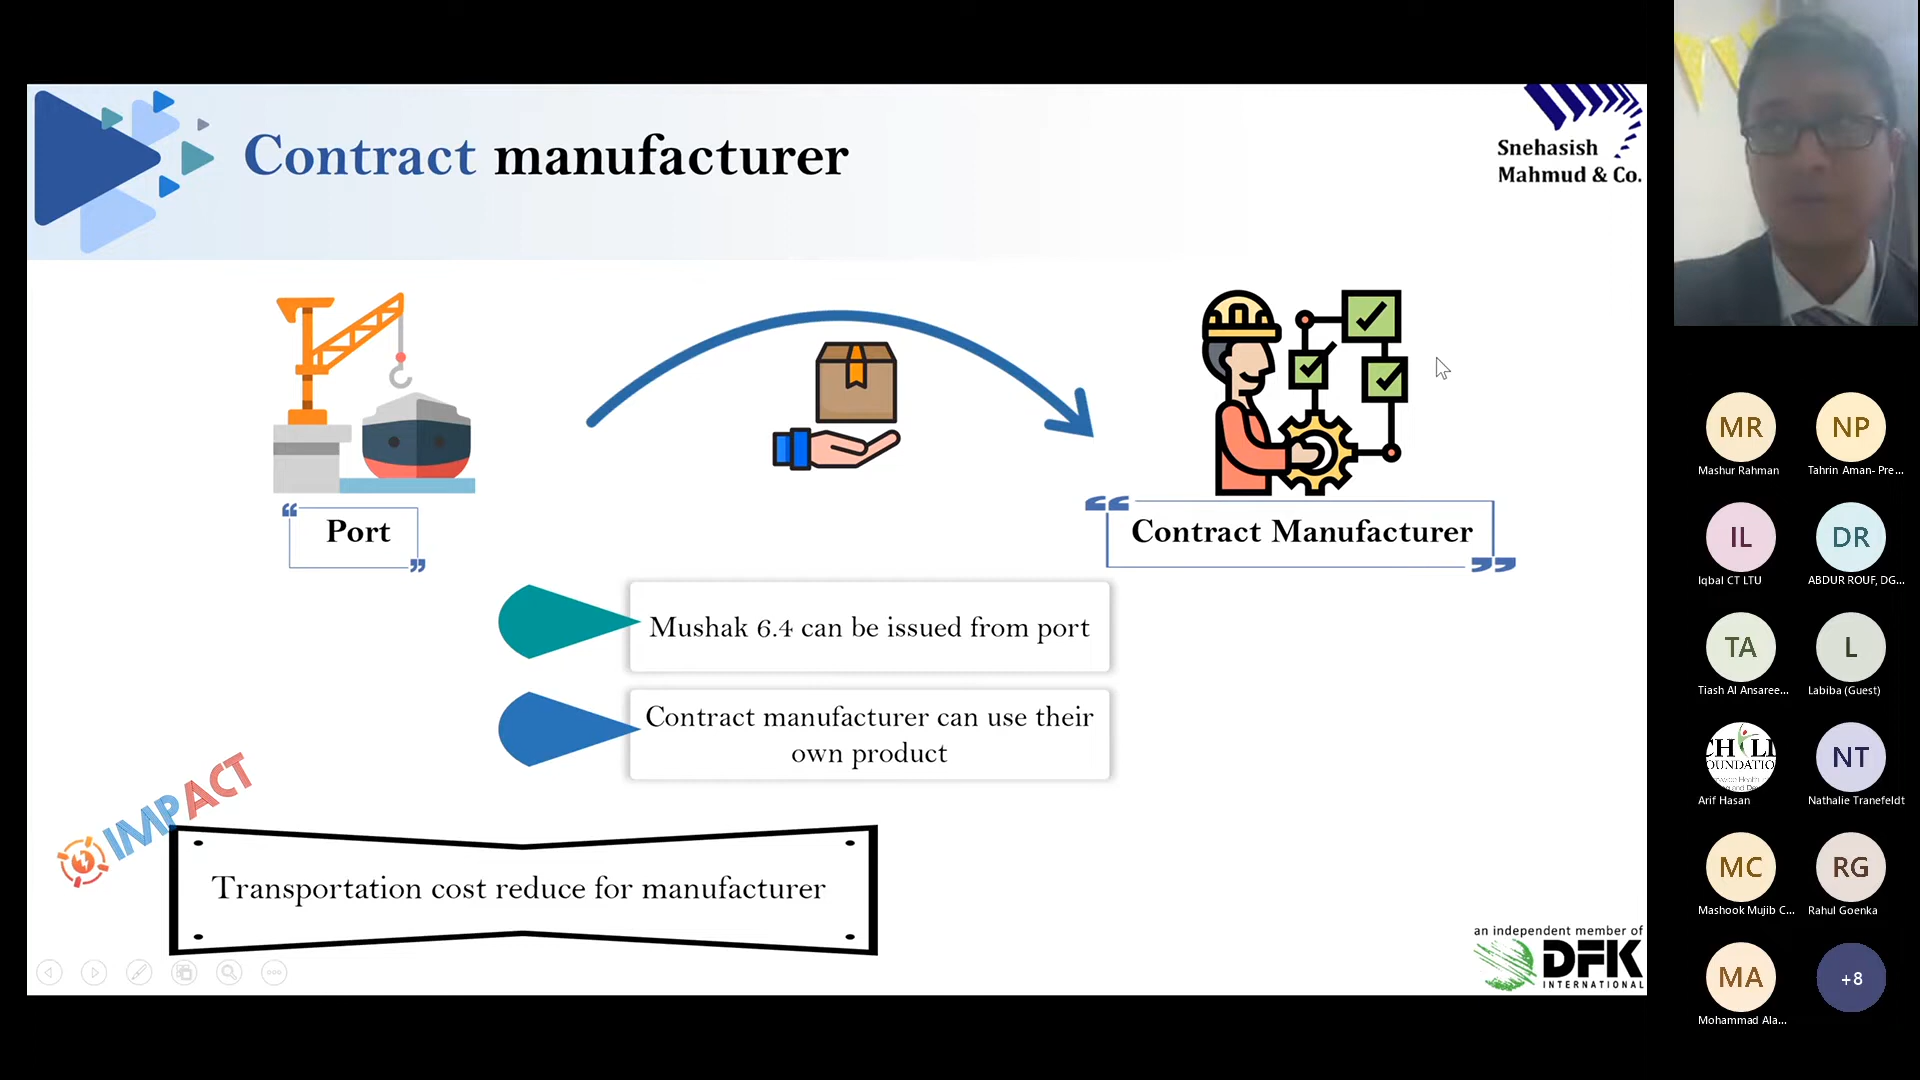 Contract manufacturer
Snehasish
Mahmud & Co.
Port
Contract Manufacturer
Mushak 6.4 can be issued from port
Contract manufacturer can use their
own product
IMPACT
Transportation cost reduce for manufacturer
an independent member of
DFK
INTERNATIONAL
MR
Mashur Rahman
NP
Tahrin Aman- Pre...
IL
Iqbal CT LTU
DR
ABDUR ROUF, DG...
TA
Tiash Al Ansaree...
L
Labiba (Guest)
Arif Hasan
NT
Nathalie Tranefeldt
MC
Mashook Mujib C...
RG
Rahul Goenka
MA
Mohammad Ala...
+8